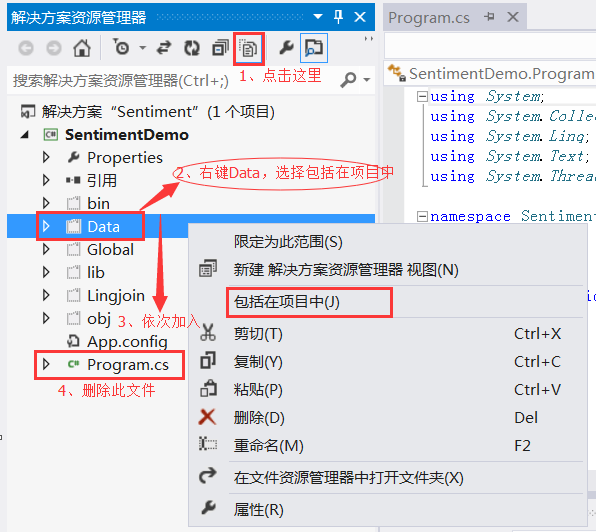 解决方案资源管理器
1、点击这里
搜索解决方案资源管理器(Ctrl+;)
解决方案“Sentiment”(1 个项目)
SentimentDemo
Properties
引用
2、右键Data，选择包括在项目中
bin
Data
Global
lib
Lingjoin
obj
3、依次加入
App.config
Program.cs
4、删除此文件
限定为此范围(S)
新建 解决方案资源管理器 视图(N)
包括在项目中(J)
剪切(T) Ctrl+X
复制(Y) Ctrl+C
粘贴(P) Ctrl+V
删除(D) Del
重命名(M) F2
在文件资源管理器中打开文件夹(X)
属性(R)
Program.cs
SentimentDemo.Program
using System;
using System.Collec
using System.Linq;
using System.Text;
using System.Thread
namespace Sentiment